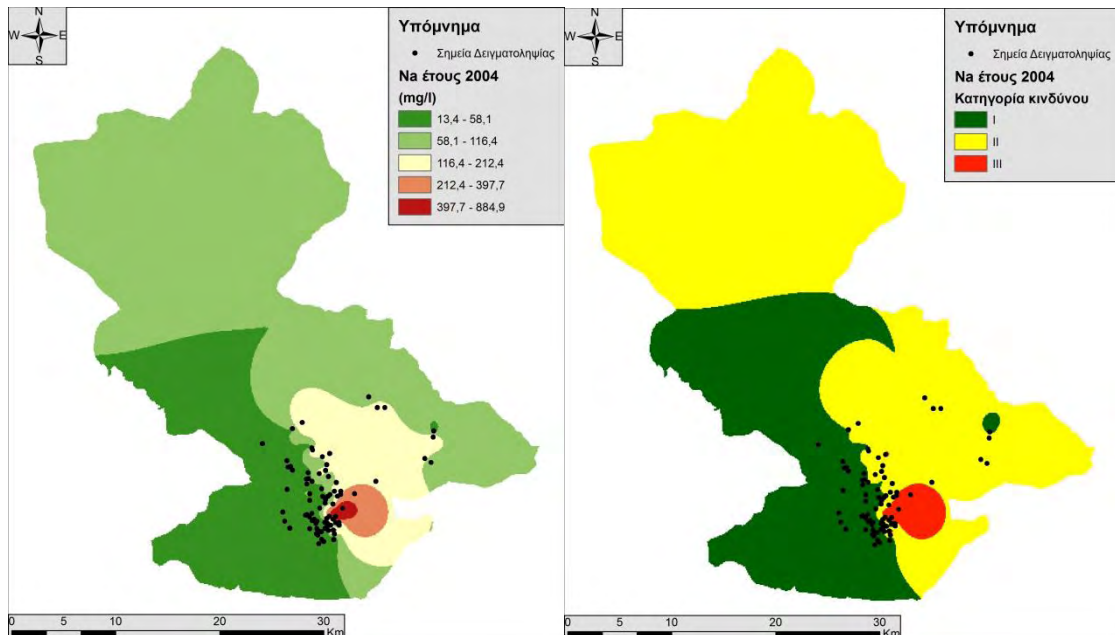 N
W E
S
Υπόμνημα
Σημεία Δειγματοληψίας
Na έτους 2004
(mg/l)
13,4 - 58,1
58,1 - 116,4
116,4 - 212,4
212,4 - 397,7
397,7 - 884,9
0 5 10 20 30
Km
N
W E
S
Υπόμνημα
Σημεία Δειγματοληψίας
Na έτους 2004
Κατηγορία κινδύνου
I
II
III
0 5 10 20 30
Km